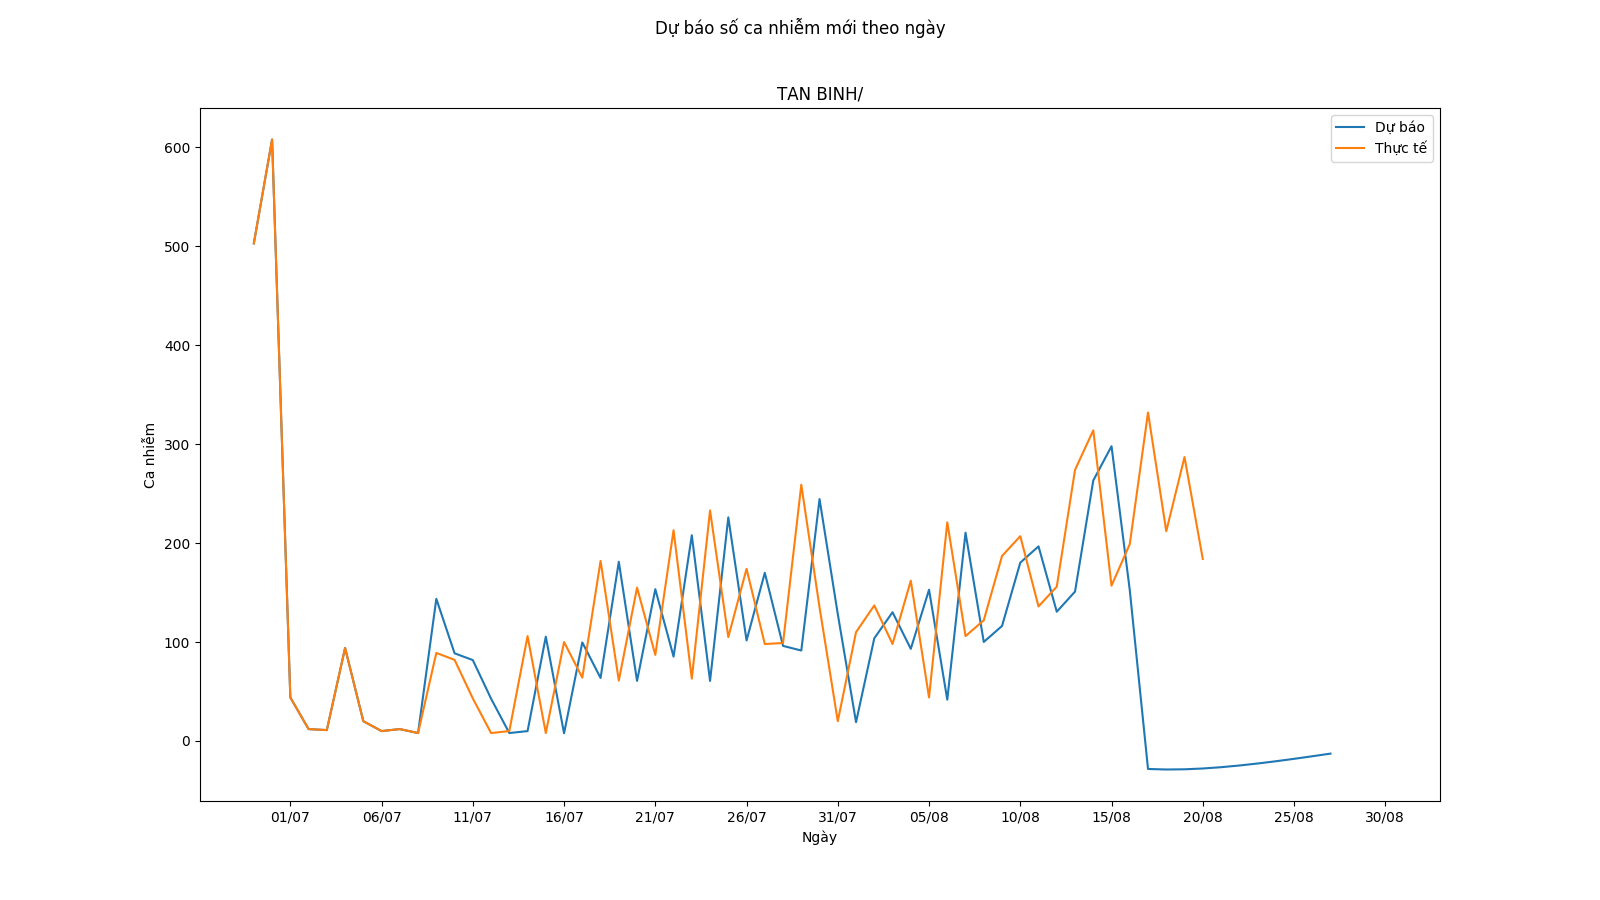 Dự báo số ca nhiễm mới theo ngày
TAN BINH/
Dự báo
Thực tế
600
500
400
300
200
100
0
Ca nhiễm
01/07 06/07 11/07 16/07 21/07 26/07 31/07 05/08 10/08 15/08 20/08 25/08 30/08
Ngày